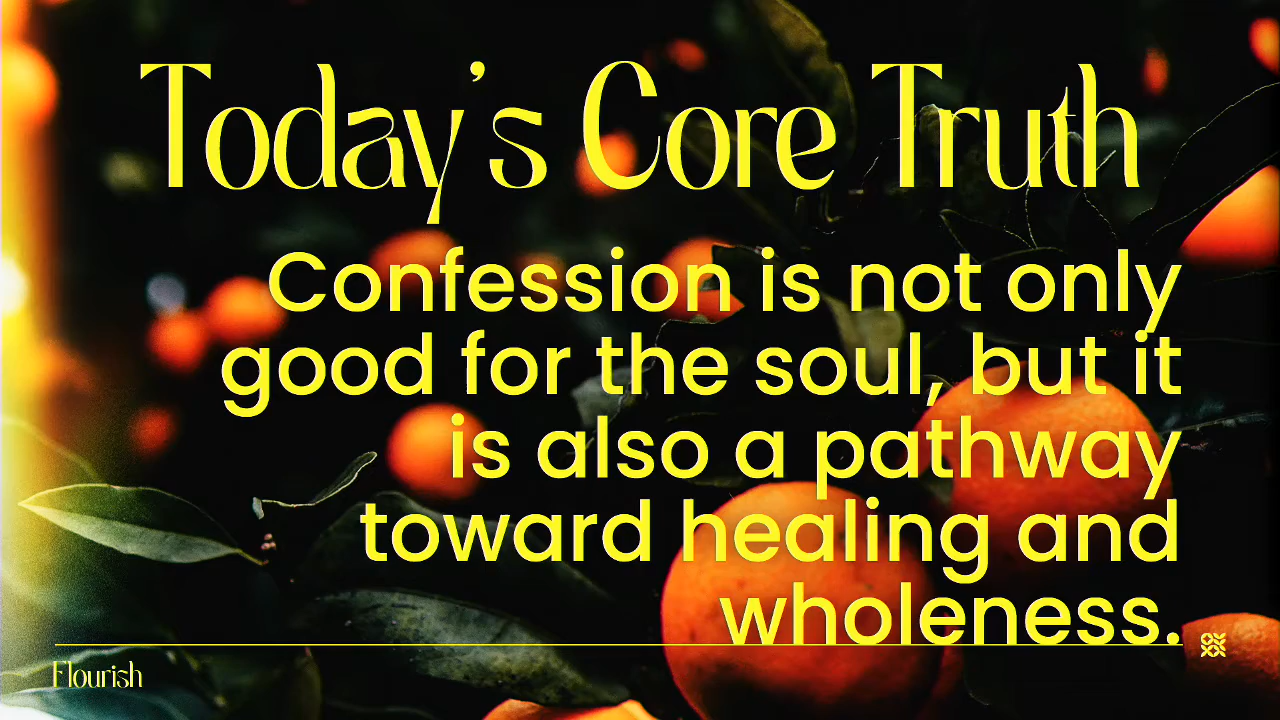 Today's Core Truth
Confession is not only
good for the soul, but it
is also a pathway
toward healing and
wholeness.
Flourish